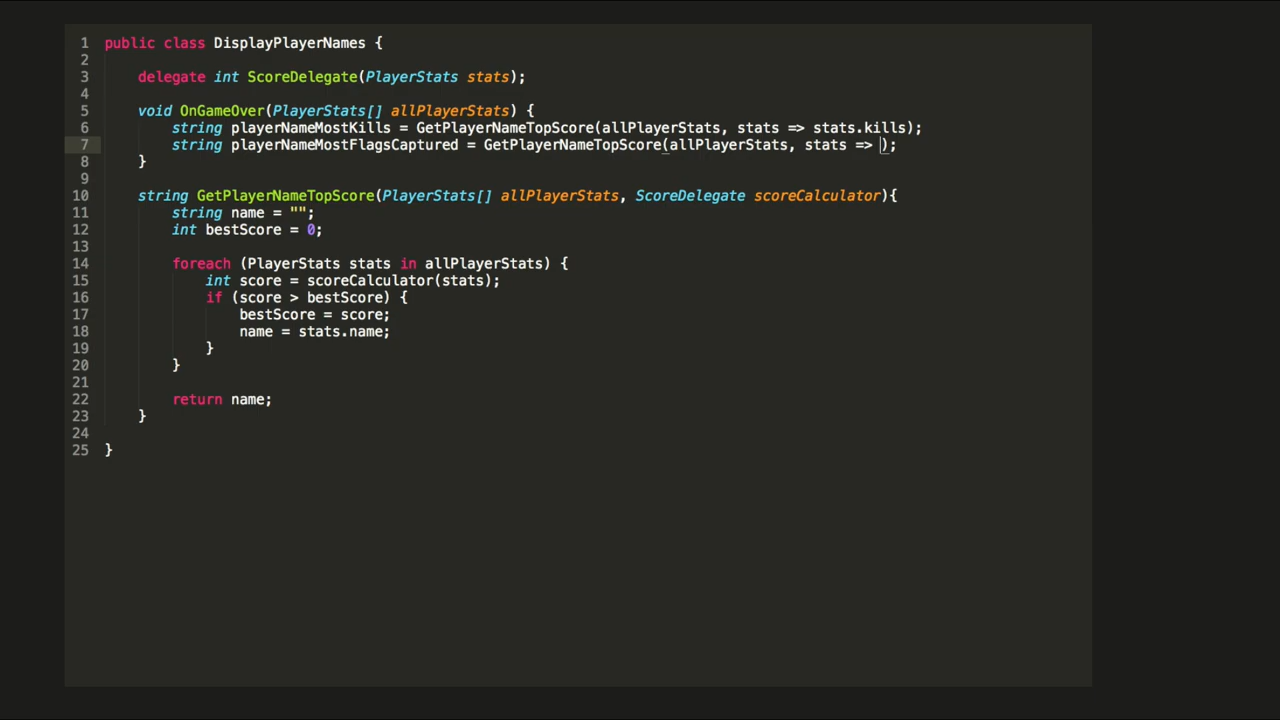 1 public class DisplayPlayerNames {
2
3 delegate int ScoreDelegate(PlayerStats stats);
4
5 void OnGameOver(PlayerStats[] allPlayerStats) {
6 string playerNameMostKills = GetPlayerNameTopScore(allPlayerStats, stats => stats.kills);
7 string playerNameMostFlagsCaptured = GetPlayerNameTopScore(allPlayerStats, stats => );
8 }
9
10 string GetPlayerNameTopScore(PlayerStats[] allPlayerStats, ScoreDelegate scoreCalculator){
11 string name = "";
12 int bestScore = 0;
13
14 foreach (PlayerStats stats in allPlayerStats) {
15 int score = scoreCalculator(stats);
16 if (score > bestScore) {
17 bestScore = score;
18 name = stats.name;
19 }
20 }
21
22 return name;
23 }
24
25 }